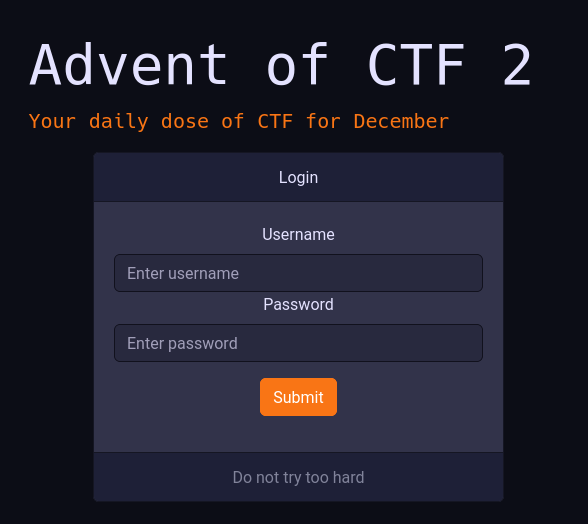 Advent of CTF 2
Your daily dose of CTF for December
Login
Username
Enter username
Password
Enter password
Submit
Do not try too hard